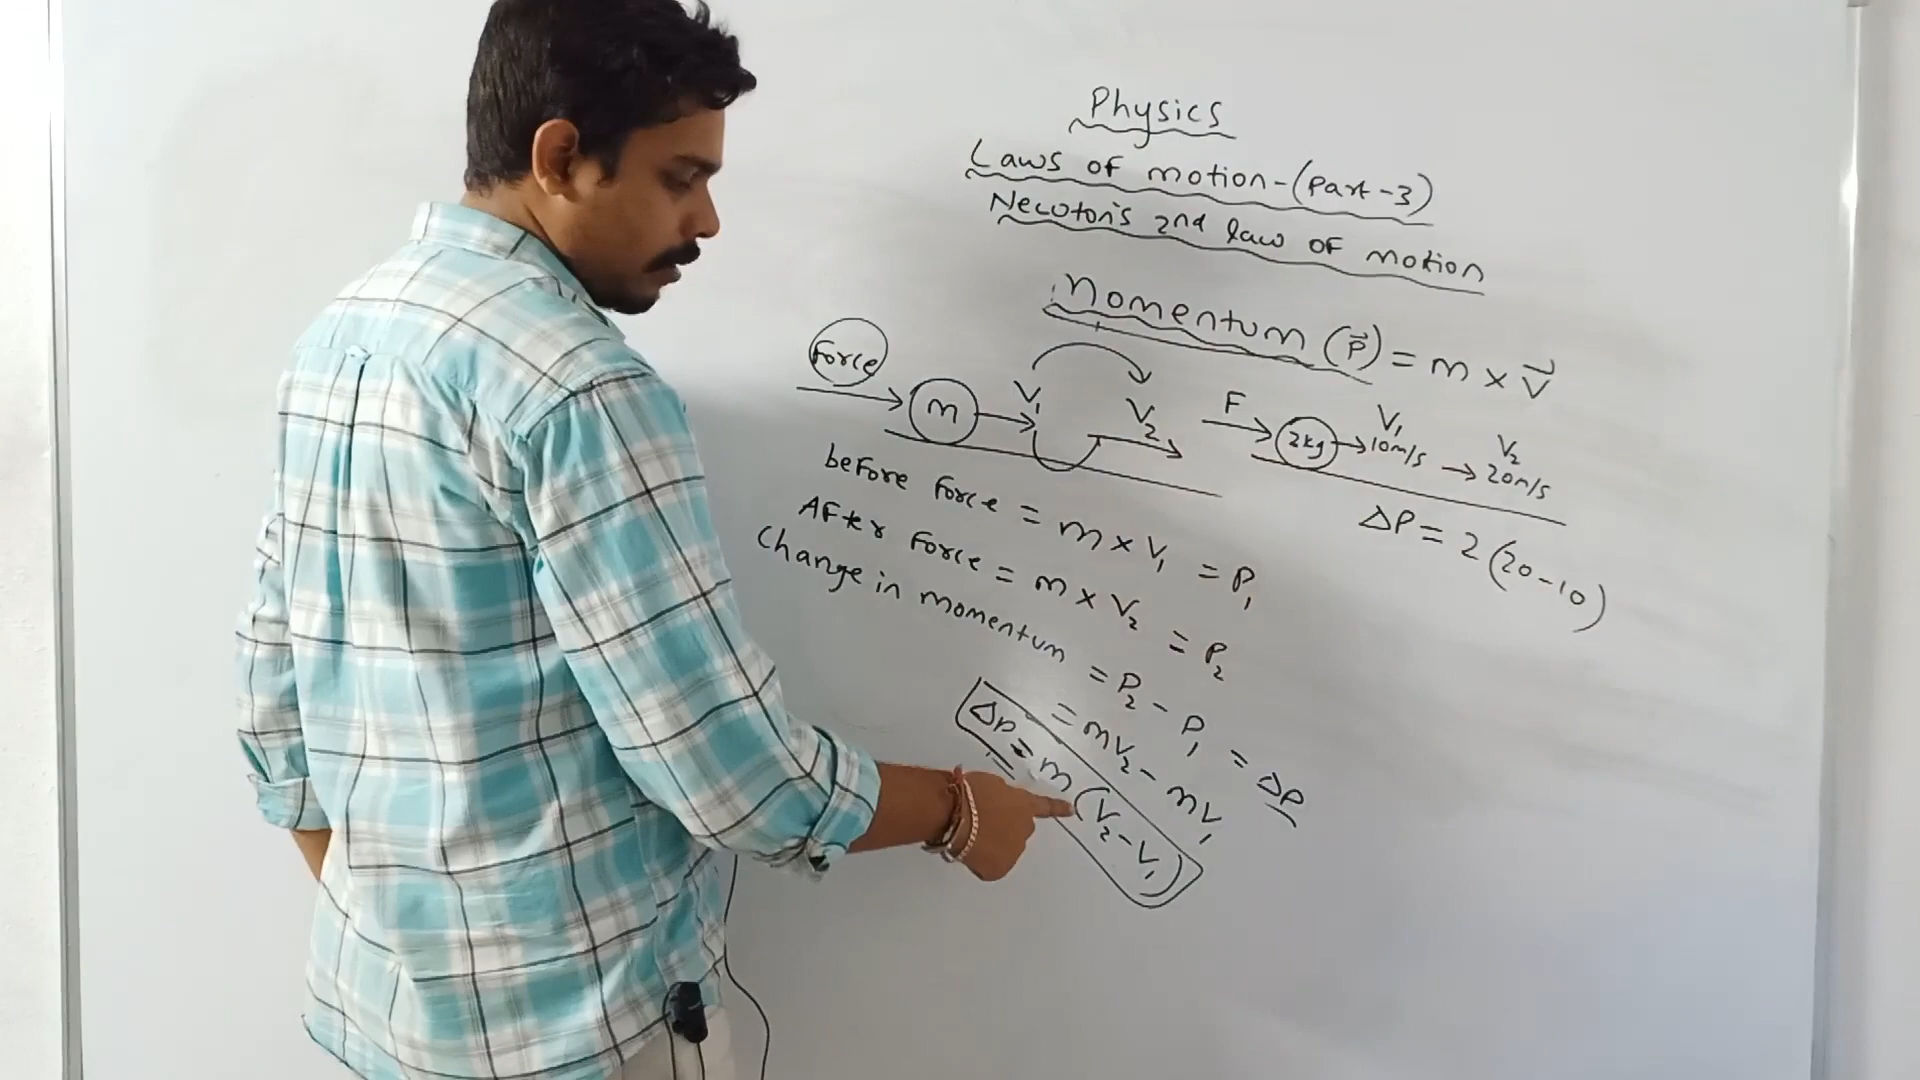 Physics
Laws of motion-(part-3)
Newton's 2nd law of motion
Momentum (P⃗) = m × V⃗
Force
m
V₁
V₂
F
2kg
V₁
10m/s
V₂
20m/s
before force = m × V₁ = P₁
After force = m × V₂ = P₂
Change in momentum = P₂ - P₁ = ΔP
= mV₂ - mV₁
Δp = m(V₂-V₁)
ΔP = 2(20-10)